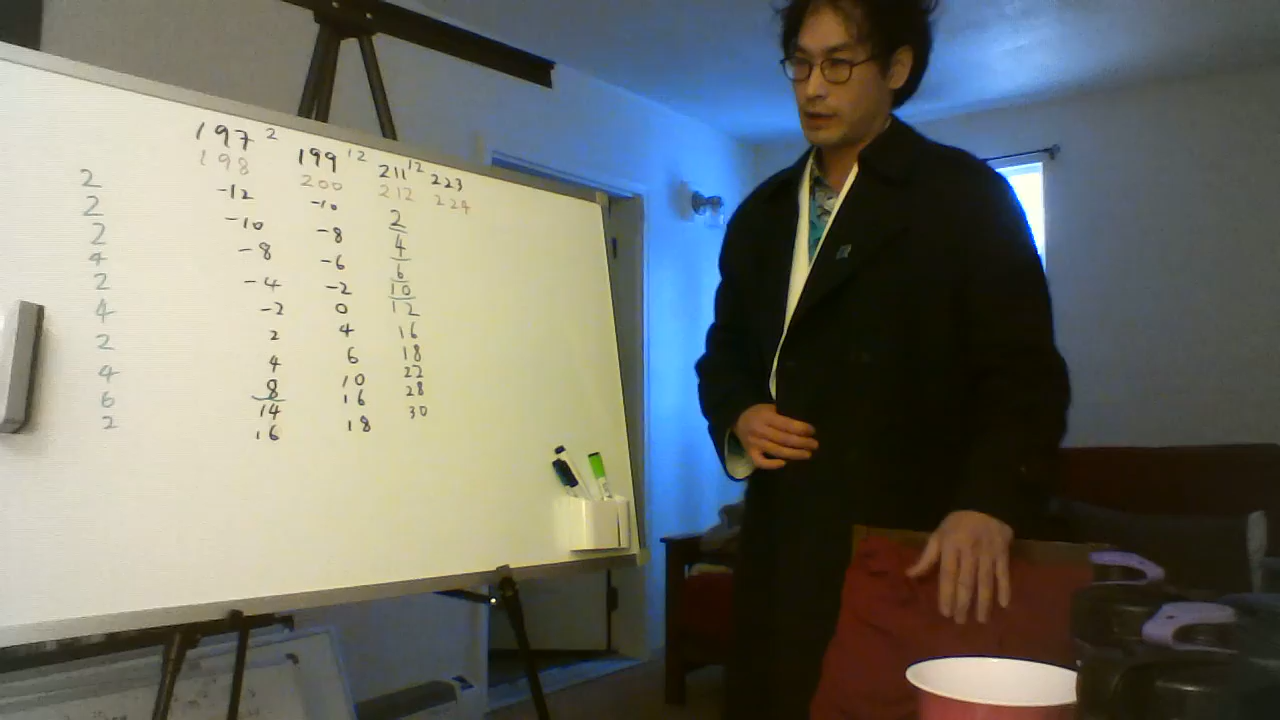 197 2 199 12 211 12 223
198 200 212 224
2 -12 -10 2
2 -10 -8 4
2 -8 -6 6
4 -4 -2 10
2 -2 0 12
4 2 4 16
2 4 6 18
4 8 10 22
6 14 16 28
2 16 18 30